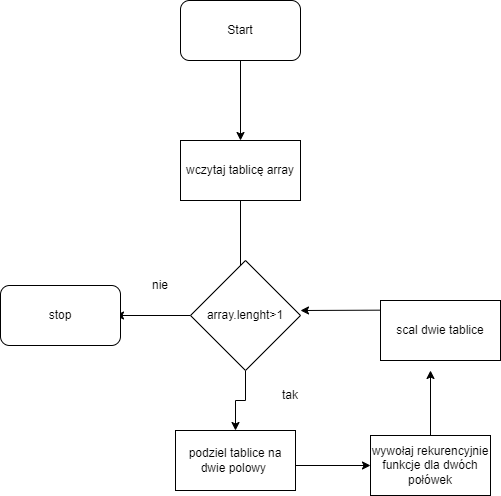 Start
wczytaj tablicę array
nie
array.lenght>1
stop
scal dwie tablice
tak
podziel tablice na
dwie polowy
wywołaj rekurencyjnie
funkcje dla dwóch
połówek